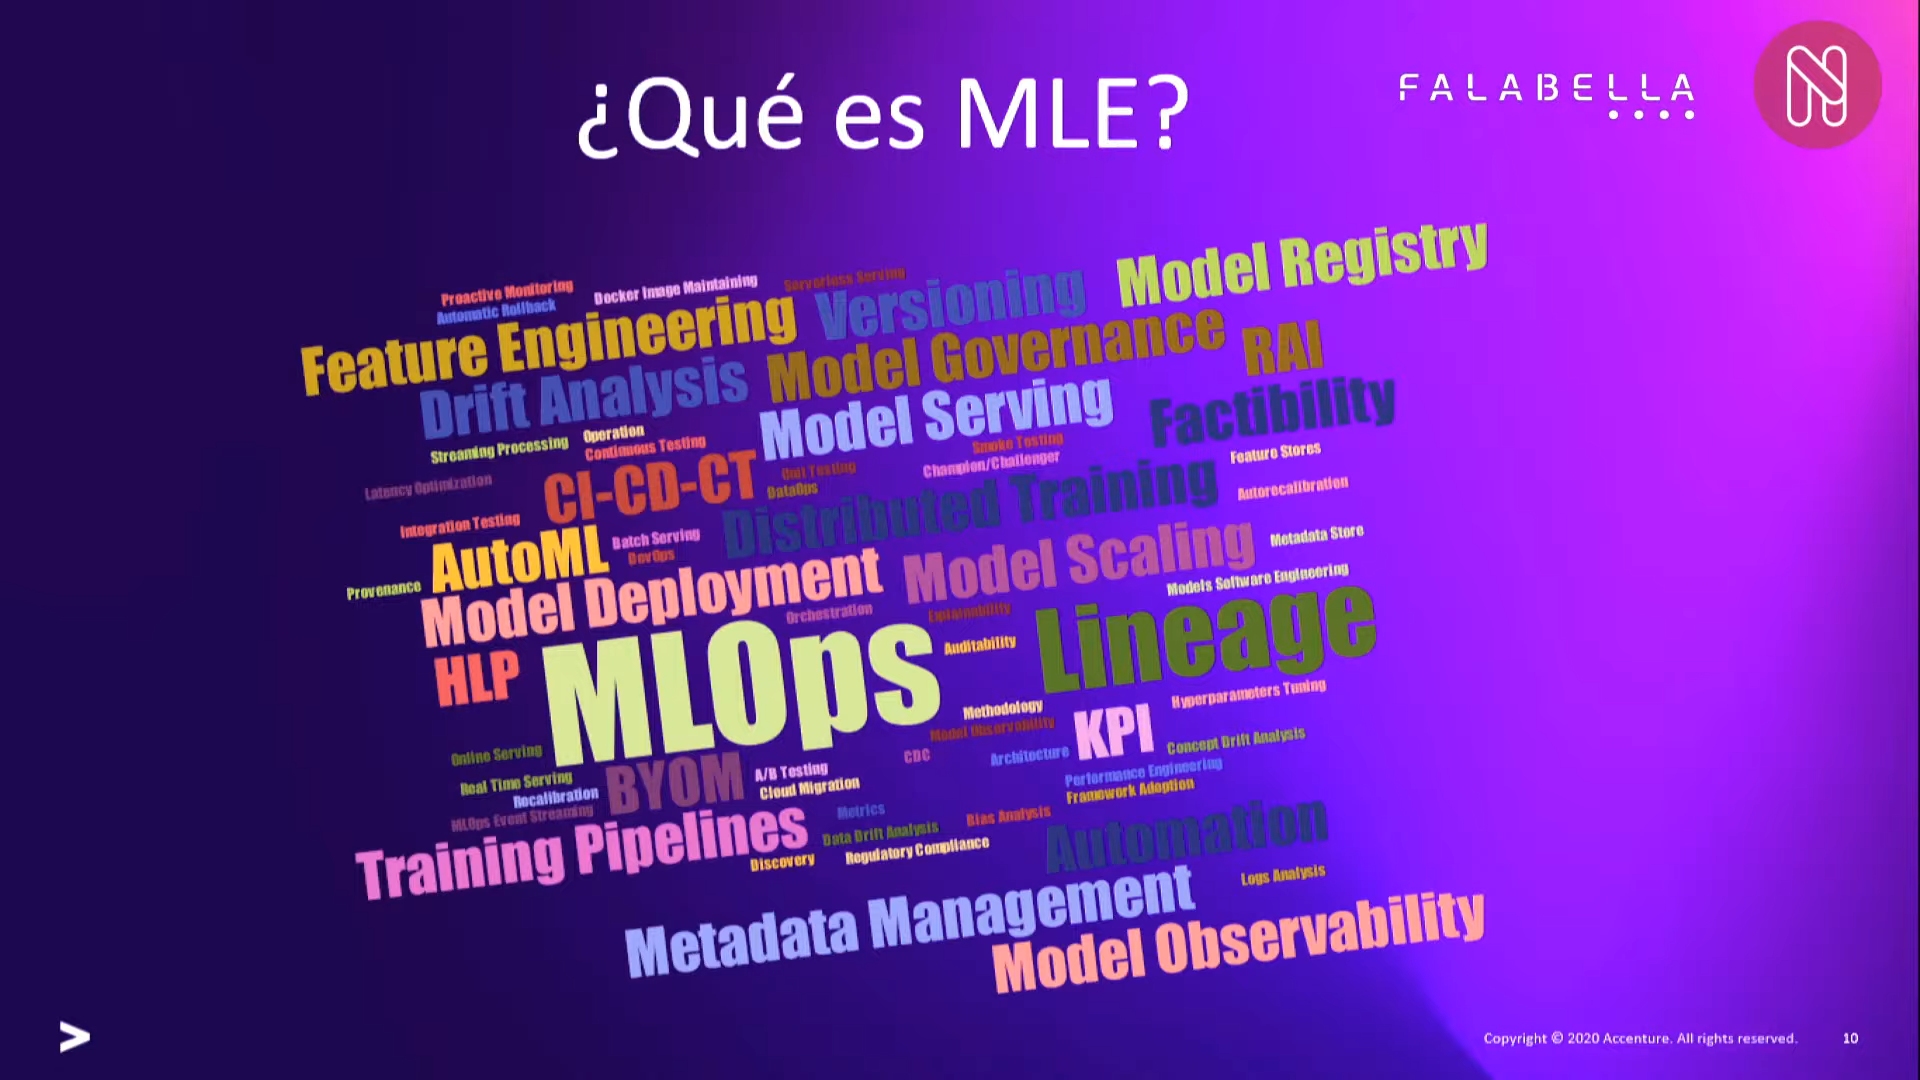 ¿Qué es MLE?
FALABELLA
Model Registry
Proactive Monitoring
Docker Image Maintaining
Serverless Serving
Automatic Rollback
Versioning
Feature Engineering
Model Governance
RAI
Drift Analysis
Model Serving
Factibility
Streaming Processing
Operation
Continuous Testing
Smoke Testing
Feature Stores
Latency Optimization
CI-CD-CT
Unit Testing
DataOps
Champion/Challenger
Autorecalibration
Distributed Training
Integration Testing
AutoML
Batch Serving
DevOps
Metadata Store
Provenance
Model Scaling
Models Software Engineering
Model Deployment
Orchestration
Explainability
Lineage
HLP
MLOps
Auditability
Methodology
Hyperparameters Tuning
Model Observability
KPI
Concept Drift Analysis
Online Serving
CDC
Architecture
Real Time Serving
BYOM
A/B Testing
Performance Engineering
Recalibration
Cloud Migration
Framework Adoption
MLOps Event Streaming
Metrics
Bias Analysis
Training Pipelines
Data Drift Analysis
Automation
Discovery
Regulatory Compliance
Logs Analysis
Metadata Management
Model Observability
>
Copyright © 2020 Accenture. All rights reserved. 10